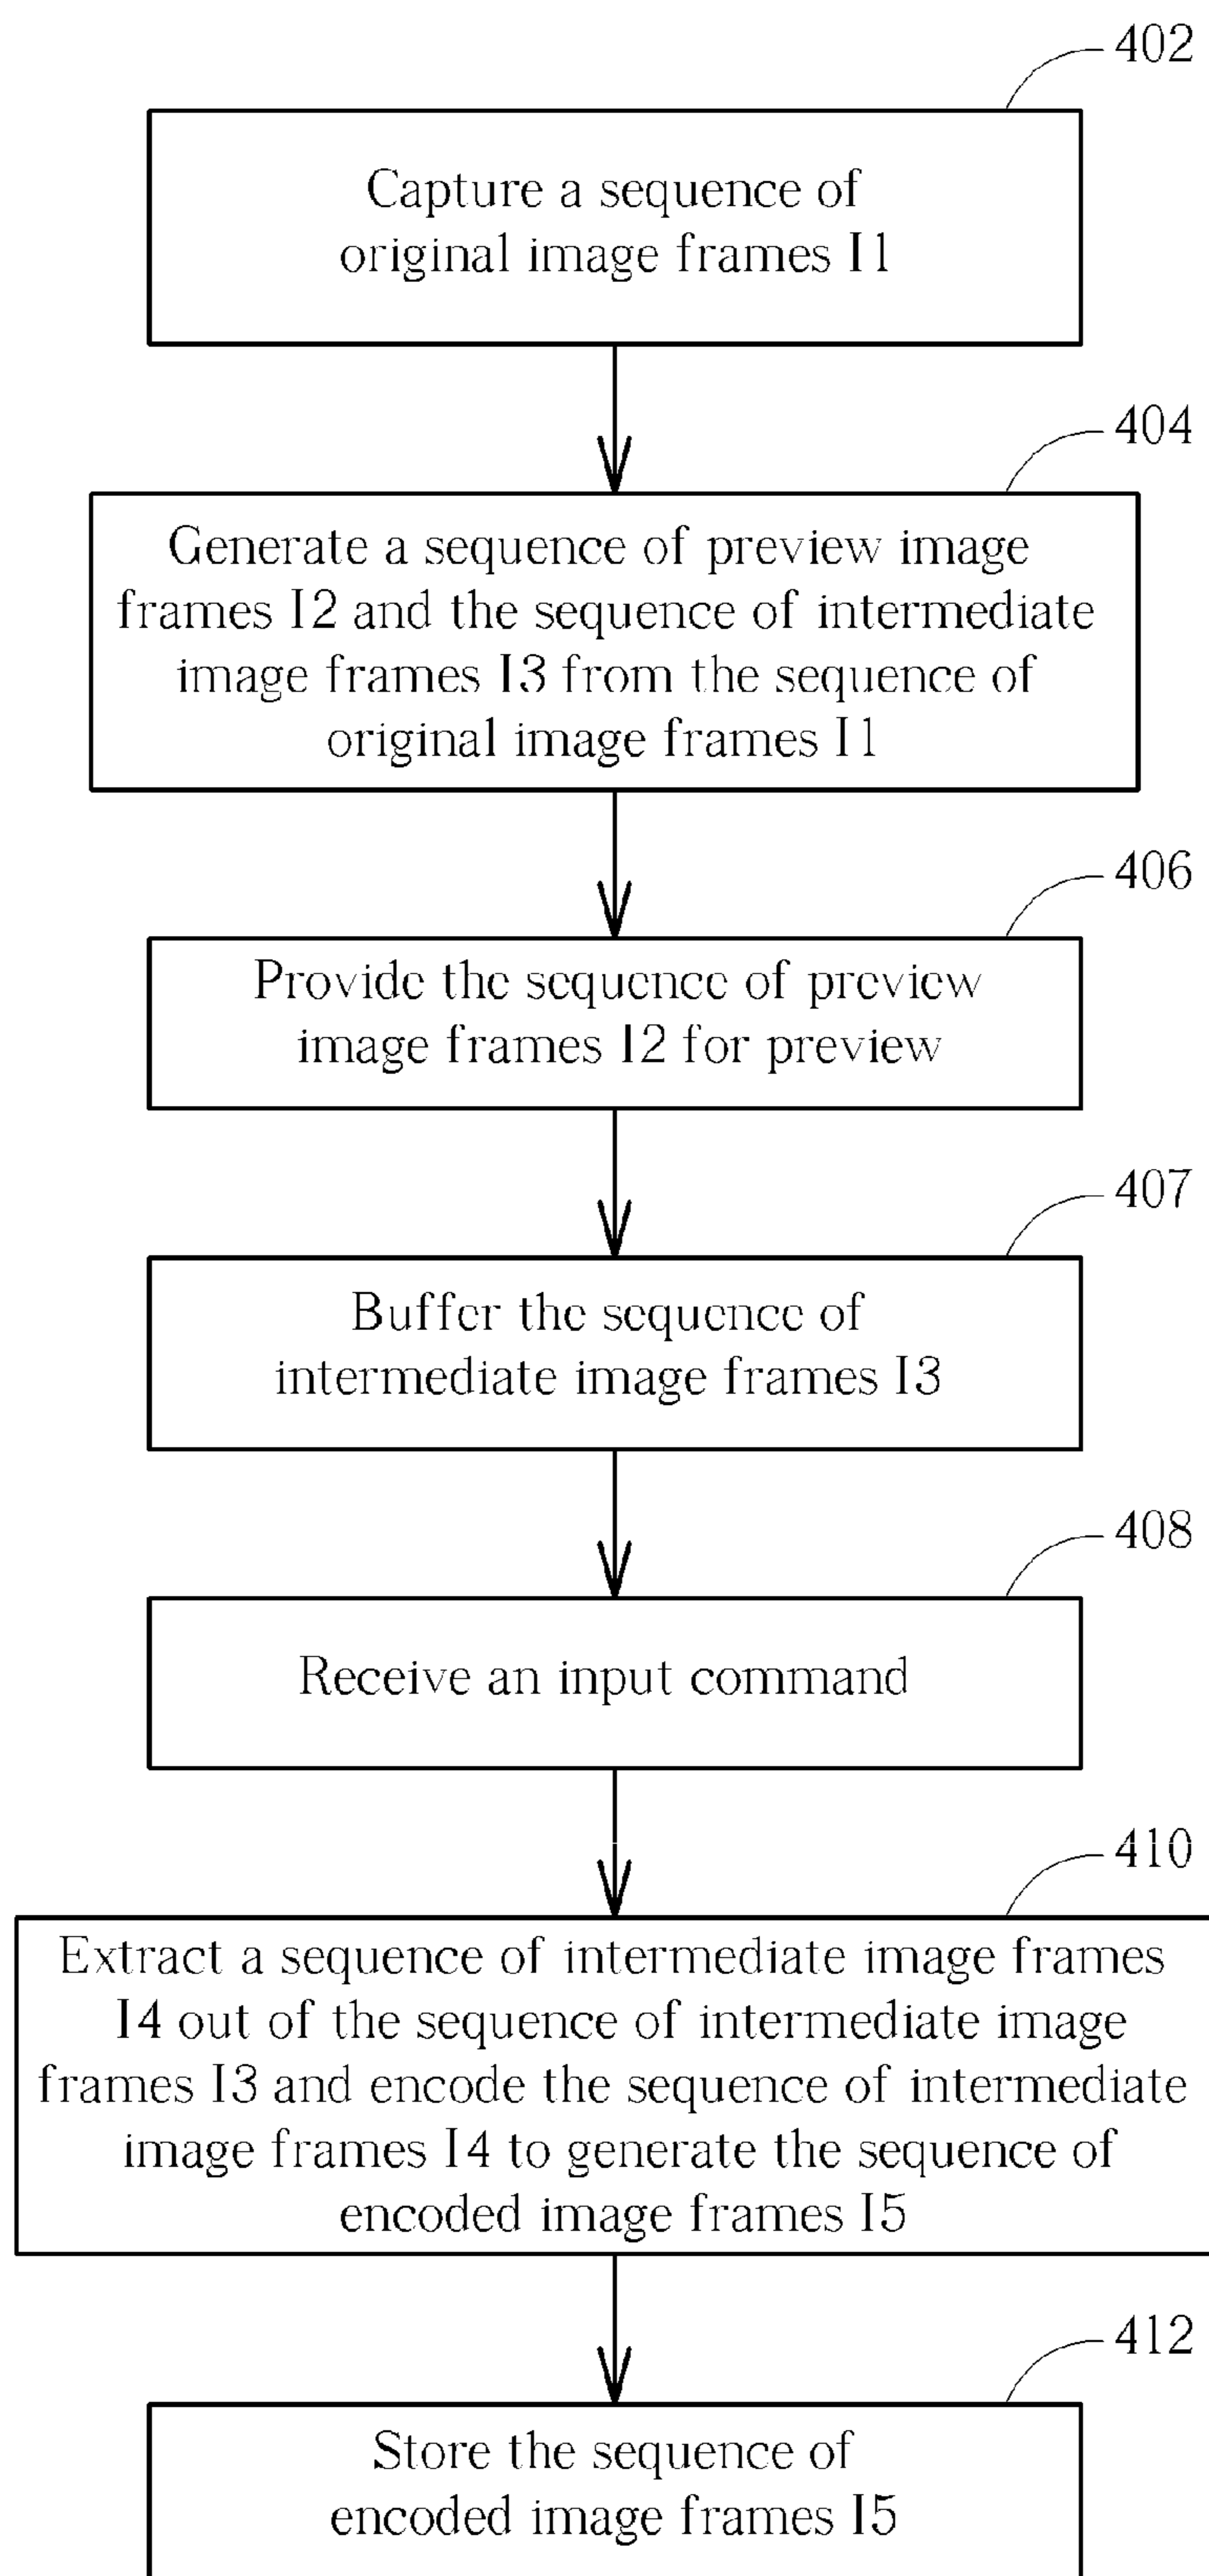 402
Capture a sequence of
original image frames I1
404
Generate a sequence of preview image
frames I2 and the sequence of intermediate
image frames I3 from the sequence of
original image frames I1
406
Provide the sequence of preview
image frames I2 for preview
407
Buffer the sequence of
intermediate image frames I3
408
Receive an input command
410
Extract a sequence of intermediate image frames
I4 out of the sequence of intermediate image
frames I3 and encode the sequence of intermediate
image frames I4 to generate the sequence of
encoded image frames I5
412
Store the sequence of
encoded image frames I5